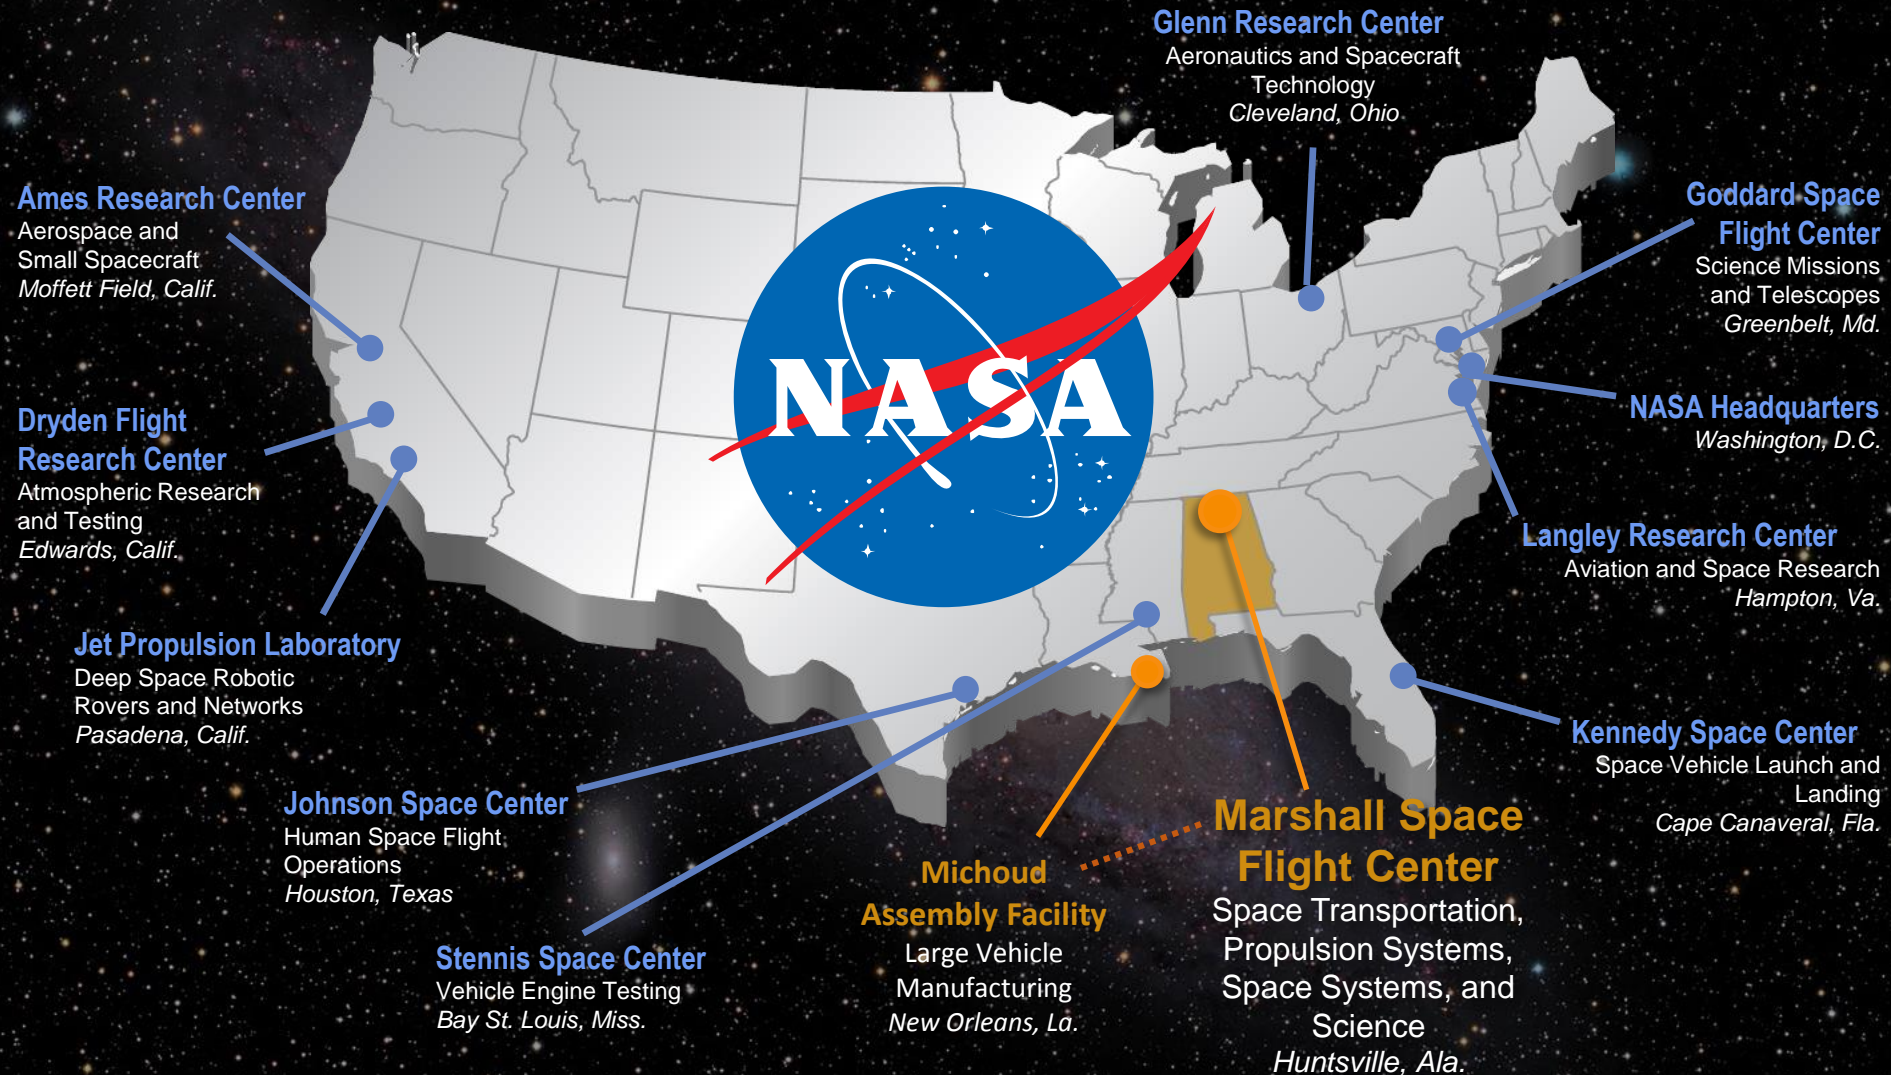 Glenn Research Center
Aeronautics and Spacecraft
Technology
Cleveland, Ohio
Ames Research Center
Aerospace and
Small Spacecraft
Moffett Field, Calif.
Goddard Space
Flight Center
Science Missions
and Telescopes
Greenbelt, Md.
NASA
NASA Headquarters
Washington, D.C.
Dryden Flight
Research Center
Atmospheric Research
and Testing
Edwards, Calif.
Langley Research Center
Aviation and Space Research
Hampton, Va.
Jet Propulsion Laboratory
Deep Space Robotic
Rovers and Networks
Pasadena, Calif.
Kennedy Space Center
Space Vehicle Launch and
Landing
Cape Canaveral, Fla.
Johnson Space Center
Human Space Flight
Operations
Houston, Texas
Stennis Space Center
Vehicle Engine Testing
Bay St. Louis, Miss.
Michoud
Assembly Facility
Large Vehicle
Manufacturing
New Orleans, La.
Marshall Space
Flight Center
Space Transportation,
Propulsion Systems,
Space Systems, and
Science
Huntsville, Ala.